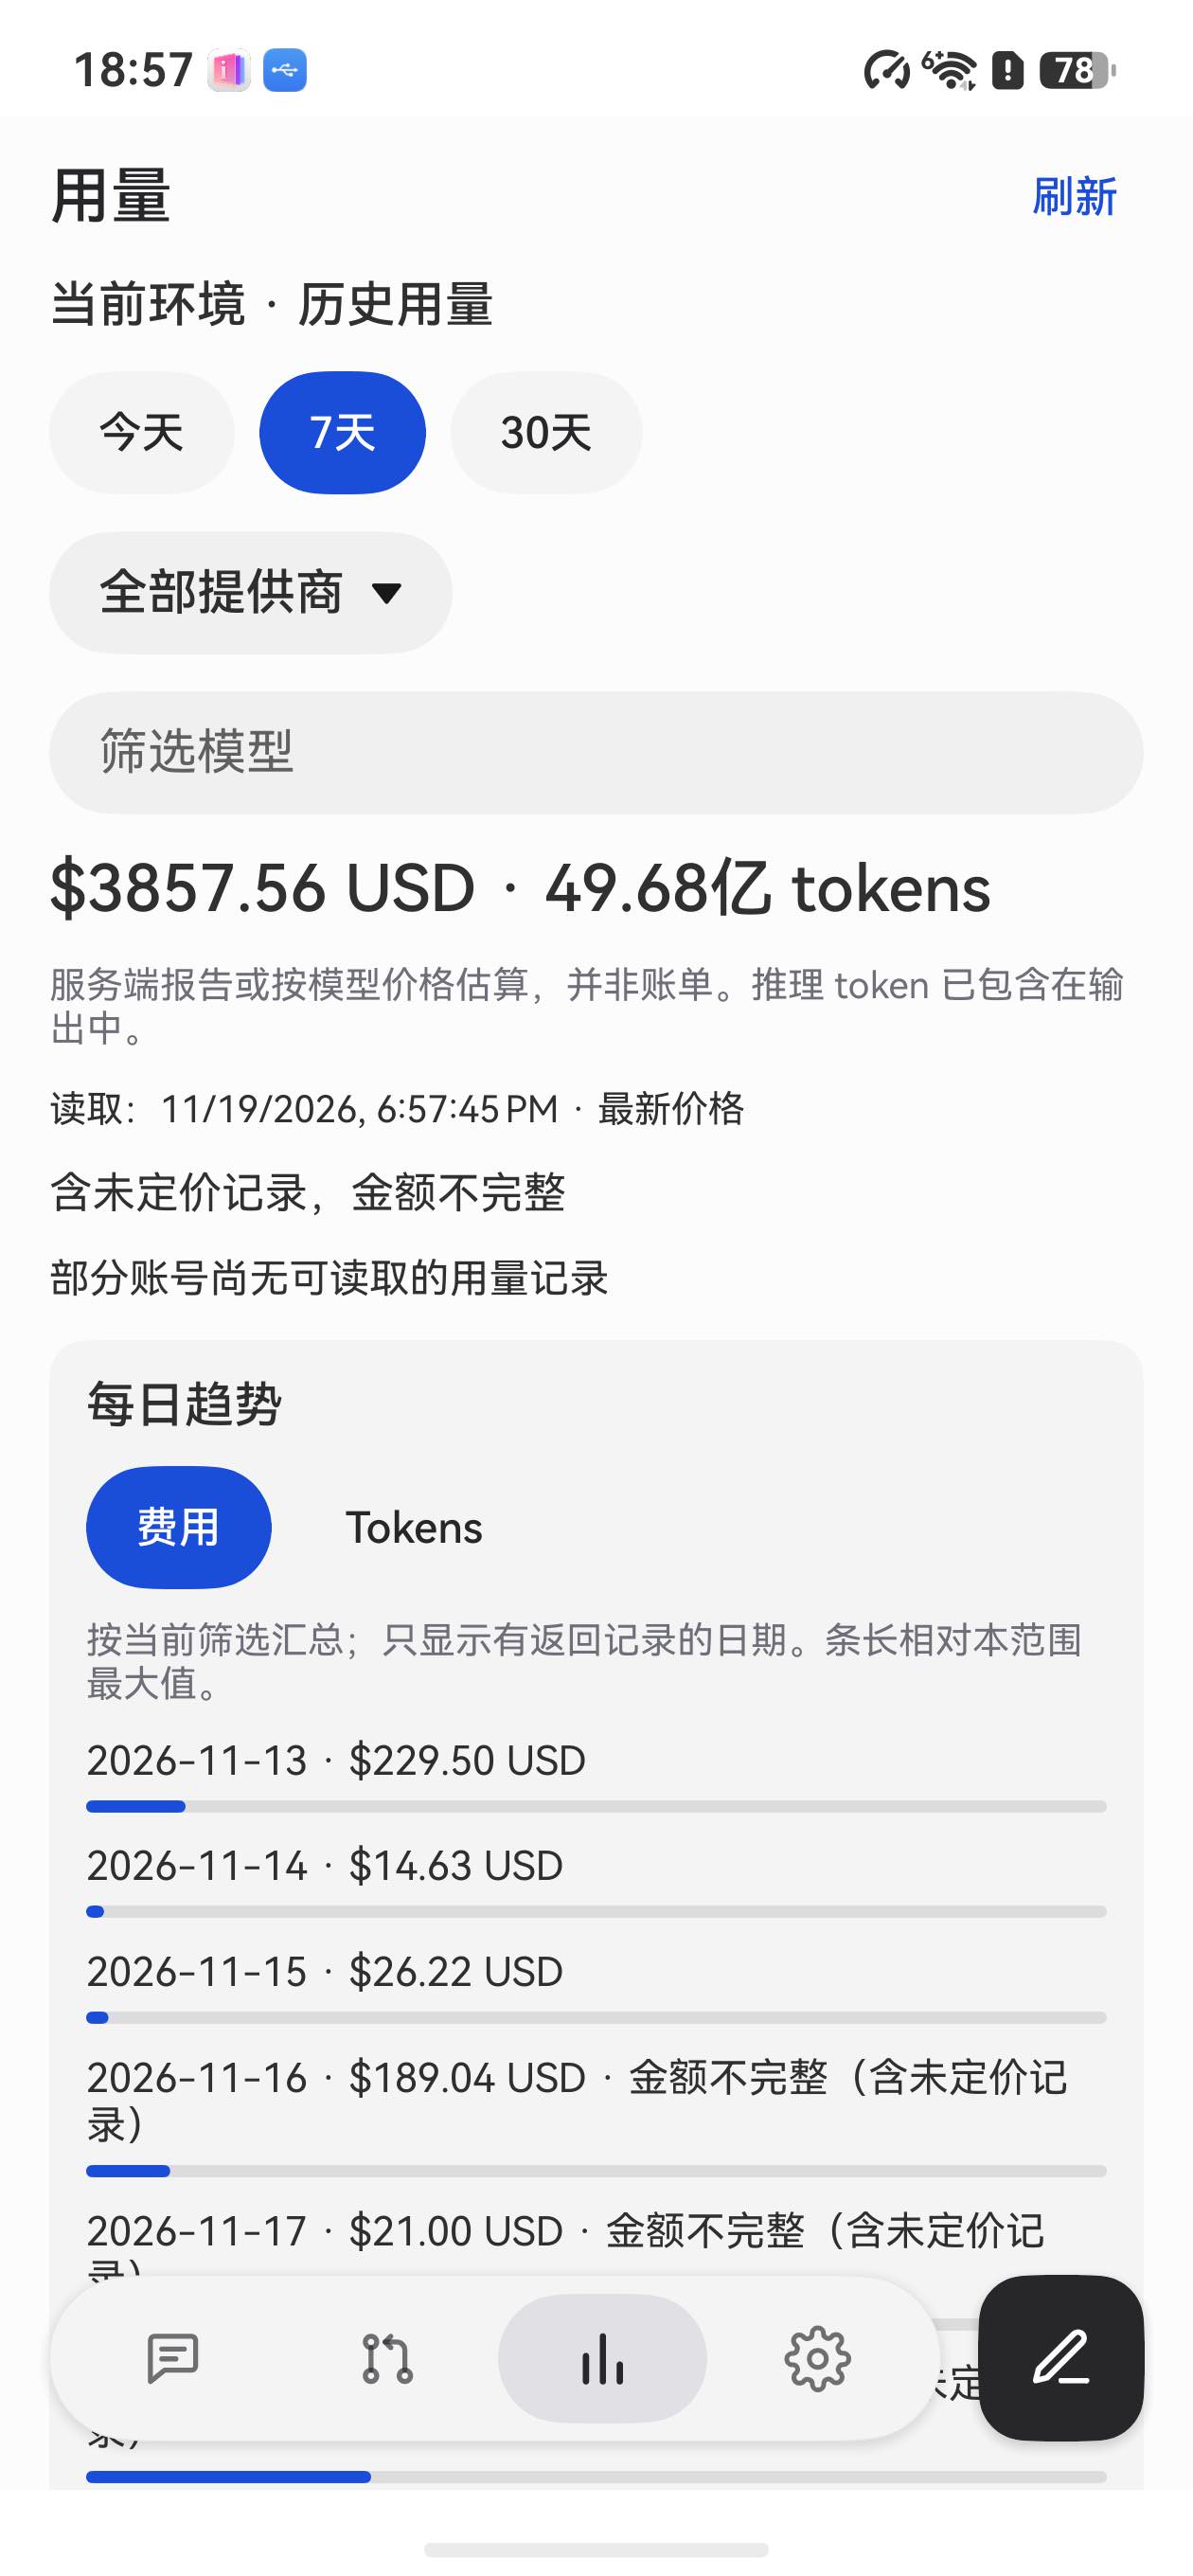 18:57
78
用量
刷新
当前环境 · 历史用量
今天
7天
30天
全部提供商
筛选模型
$3857.56 USD · 49.68亿 tokens
服务端报告或按模型价格估算，并非账单。推理 token 已包含在输
出中。
读取： 11/19/2026, 6:57:45 PM · 最新价格
含未定价记录，金额不完整
部分账号尚无可读取的用量记录
每日趋势
费用
Tokens
按当前筛选汇总；只显示有返回记录的日期。条长相对本范围
最大值。
2026-11-13 · $229.50 USD
2026-11-14 · $14.63 USD
2026-11-15 · $26.22 USD
2026-11-16 · $189.04 USD · 金额不完整（含未定价记
录）
2026-11-17 · $21.00 USD · 金额不完整（含未定价记